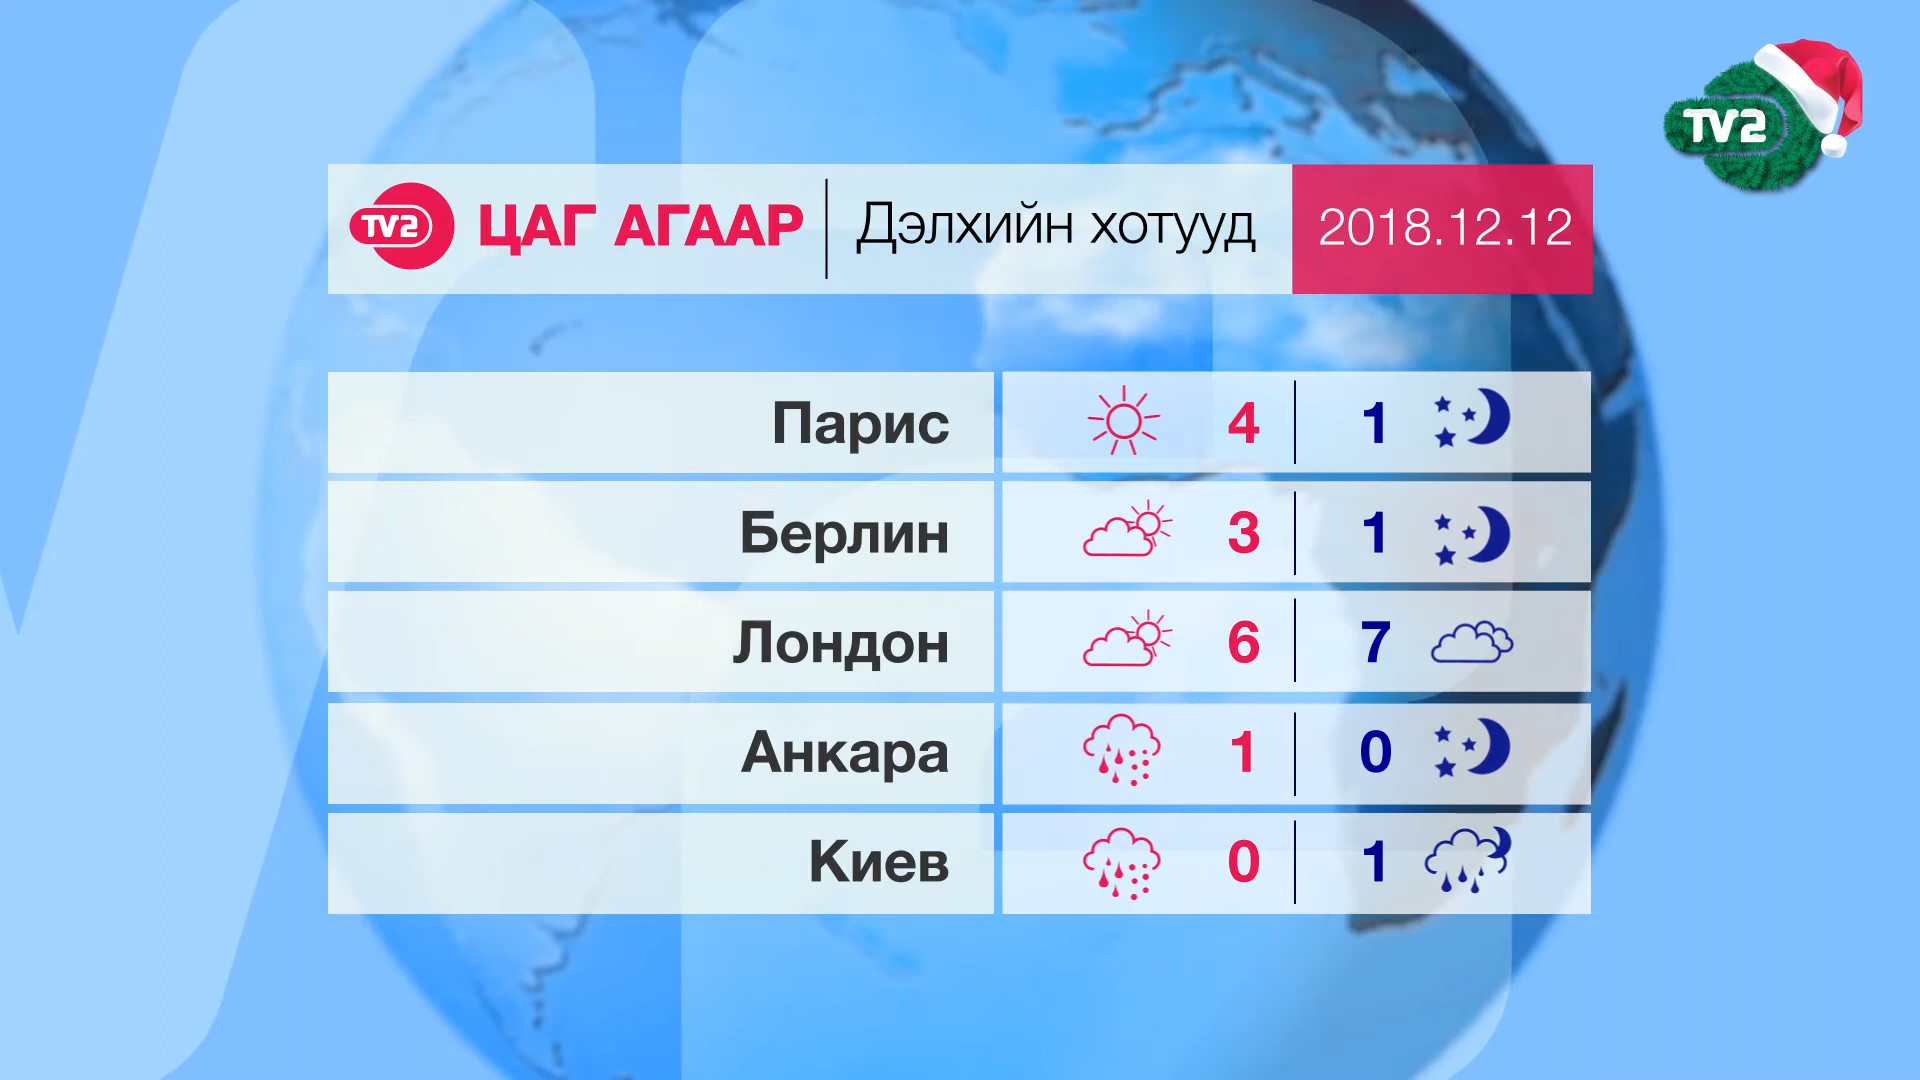 TV2
TV2 ЦАГ АГААР Дэлхийн хотууд 2018.12.12
Парис 4 1
Берлин 3 1
Лондон 6 7
Анкара 1 0
Киев 0 1